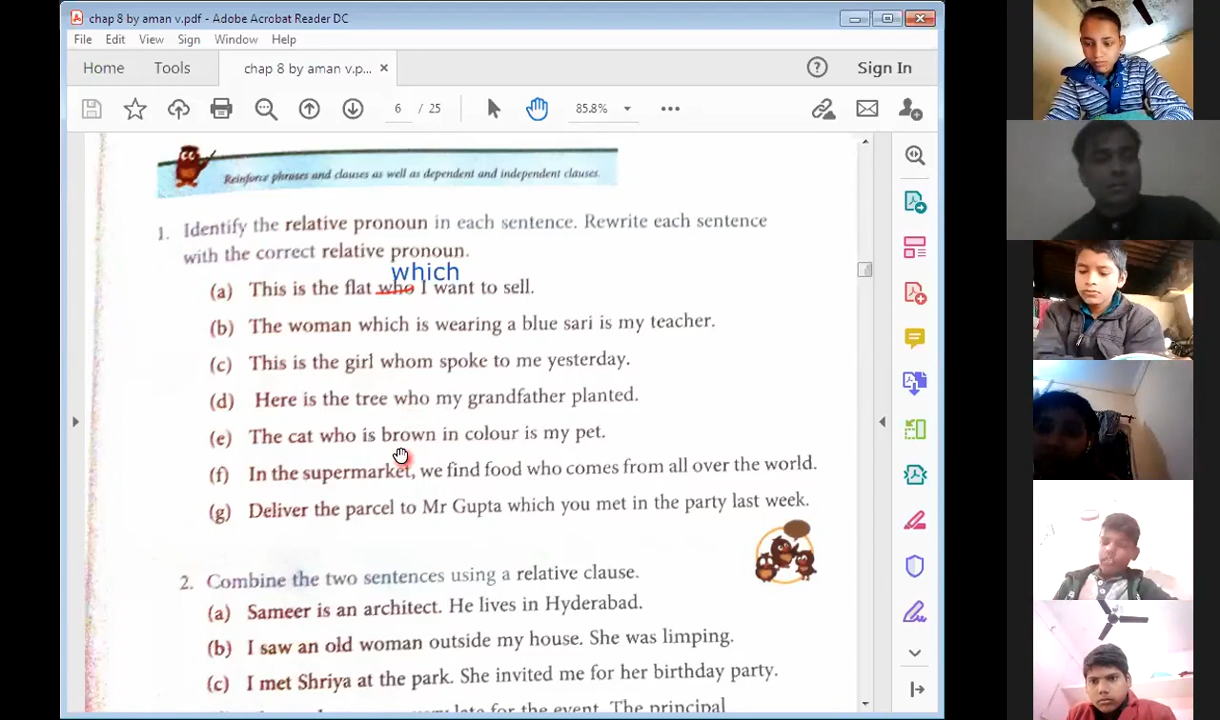 chap 8 by aman v.pdf - Adobe Acrobat Reader DC
File Edit View Sign Window Help
Home Tools chap 8 by aman v.p... × Sign In
6 / 25 85.8%
Reinforce phrases and clauses as well as dependent and independent clauses.
1. Identify the relative pronoun in each sentence. Rewrite each sentence
with the correct relative pronoun.
which
(a) This is the flat who I want to sell.
(b) The woman which is wearing a blue sari is my teacher.
(c) This is the girl whom spoke to me yesterday.
(d) Here is the tree who my grandfather planted.
(e) The cat who is brown in colour is my pet.
(f) In the supermarket, we find food who comes from all over the world.
(g) Deliver the parcel to Mr Gupta which you met in the party last week.
2. Combine the two sentences using a relative clause.
(a) Sameer is an architect. He lives in Hyderabad.
(b) I saw an old woman outside my house. She was limping.
(c) I met Shriya at the park. She invited me for her birthday party.
late for the event. The principal